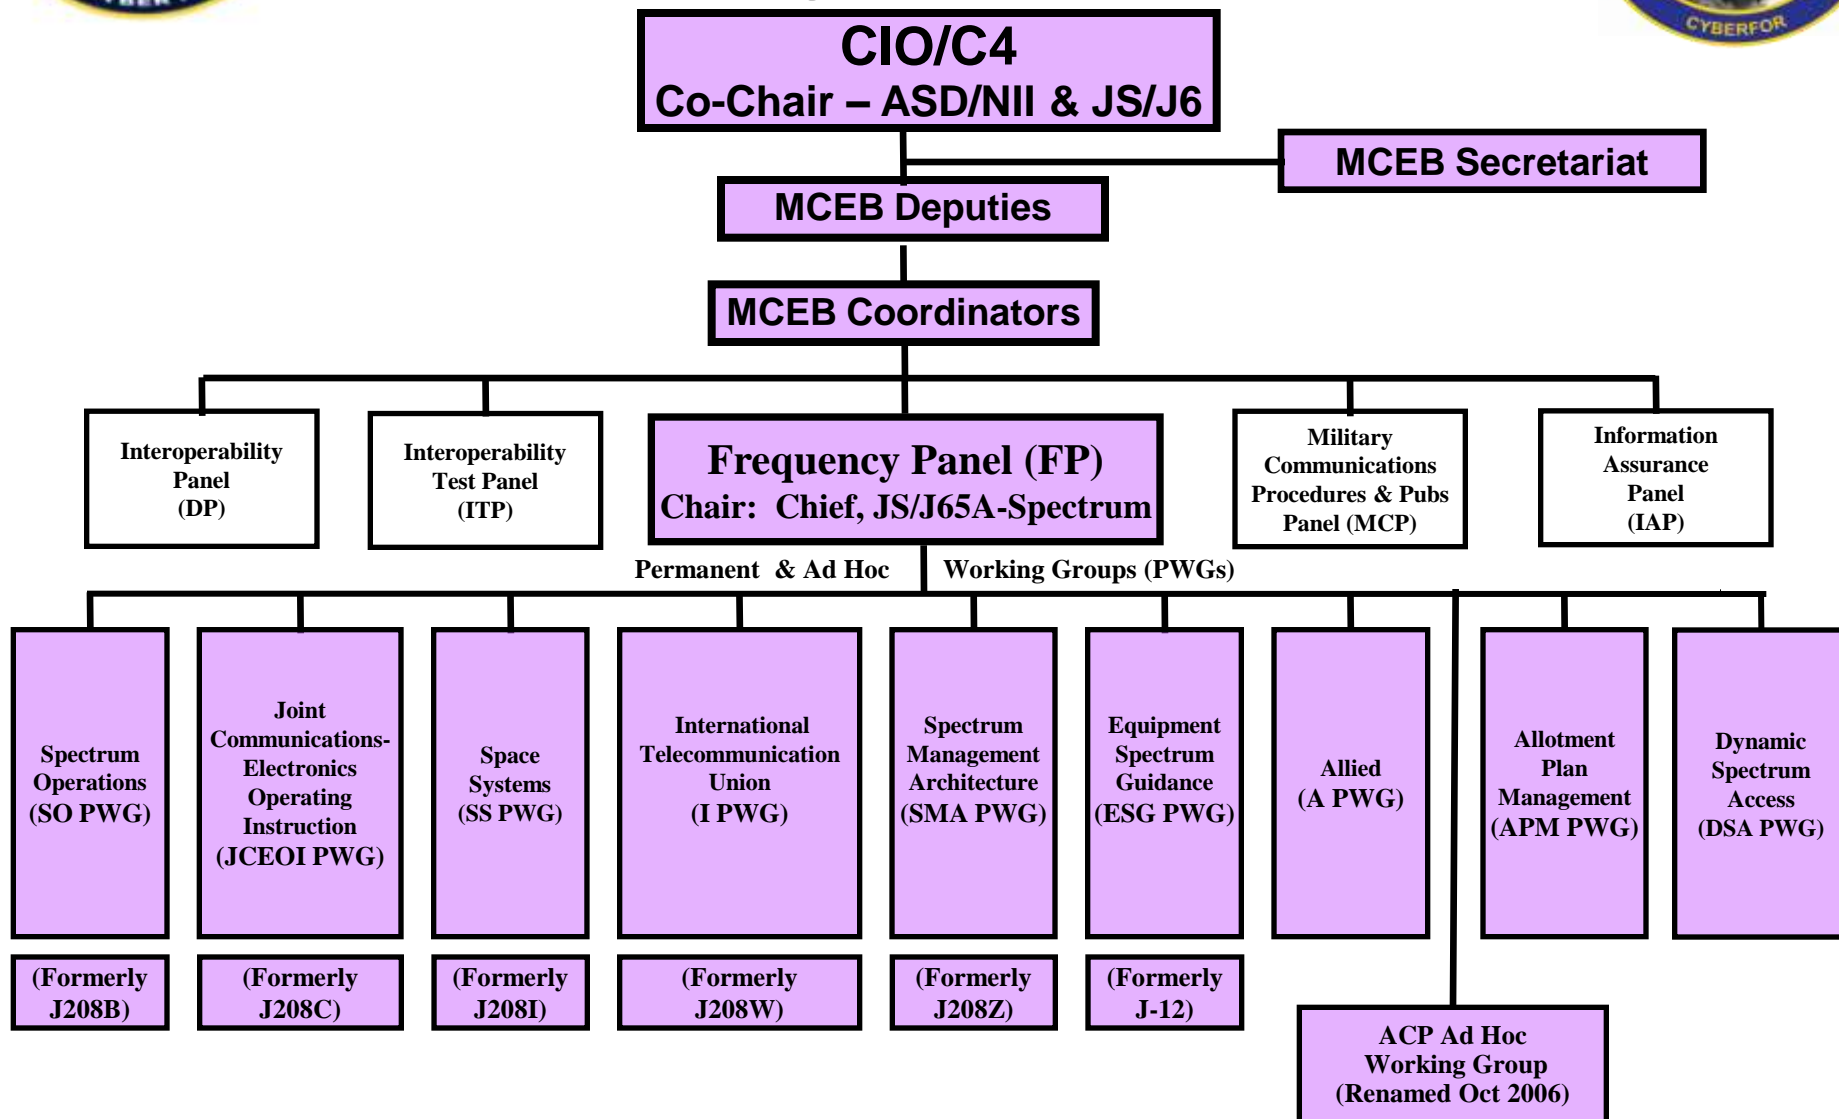 CYBERFOR
CIO/C4
Co-Chair – ASD/NII & JS/J6
MCEB Secretariat
MCEB Deputies
MCEB Coordinators
Interoperability
Panel
(DP)
Interoperability
Test Panel
(ITP)
Frequency Panel (FP)
Chair: Chief, JS/J65A-Spectrum
Military
Communications
Procedures & Pubs
Panel (MCP)
Information
Assurance
Panel
(IAP)
Permanent & Ad Hoc Working Groups (PWGs)
Spectrum
Operations
(SO PWG)
Joint
Communications-
Electronics
Operating
Instruction
(JCEOI PWG)
Space
Systems
(SS PWG)
International
Telecommunication
Union
(I PWG)
Spectrum
Management
Architecture
(SMA PWG)
Equipment
Spectrum
Guidance
(ESG PWG)
Allied
(A PWG)
Allotment
Plan
Management
(APM PWG)
Dynamic
Spectrum
Access
(DSA PWG)
(Formerly
J208B)
(Formerly
J208C)
(Formerly
J208I)
(Formerly
J208W)
(Formerly
J208Z)
(Formerly
J-12)
ACP Ad Hoc
Working Group
(Renamed Oct 2006)